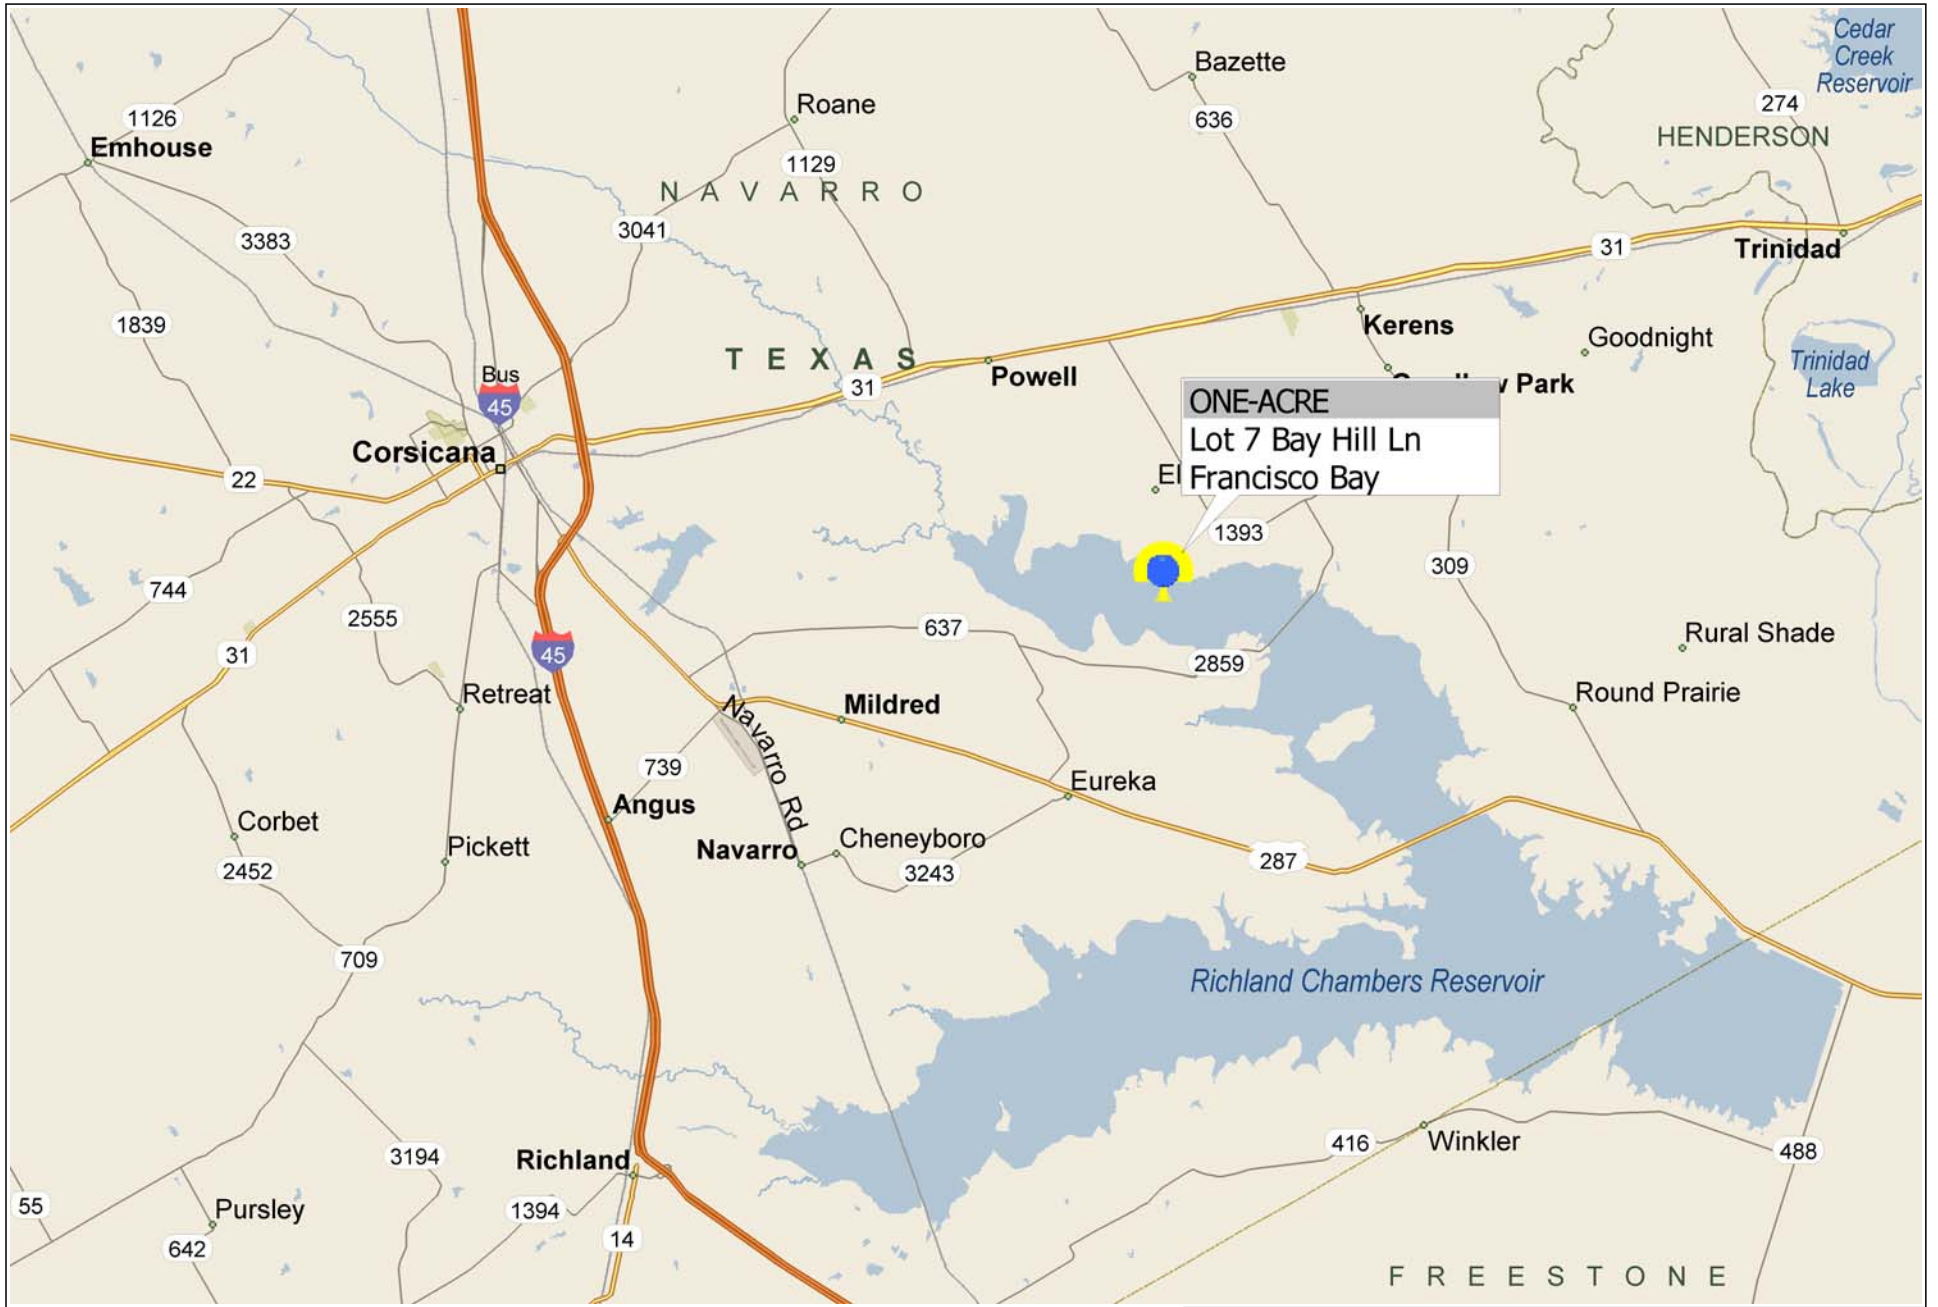 Cedar
Creek
Reservoir
Bazette
274
Roane
636
1126
HENDERSON
Emhouse
1129
NAVARRO
3041
3383
31
Trinidad
1839
Kerens
Goodnight
TEXAS
Trinidad
Lake
Bus
45
31
Powell
Park
ONE-ACRE
Lot 7 Bay Hill Ln
Francisco Bay
Corsicana
22
El
1393
309
744
2555
637
Rural Shade
31
45
2859
Retreat
Round Prairie
Mildred
Navarro Rd
739
Eureka
Angus
Corbet
Pickett
Navarro
Cheneyboro
287
2452
3243
709
Richland Chambers Reservoir
416
Winkler
488
3194
Richland
55
Pursley
1394
14
642
FREESTONE